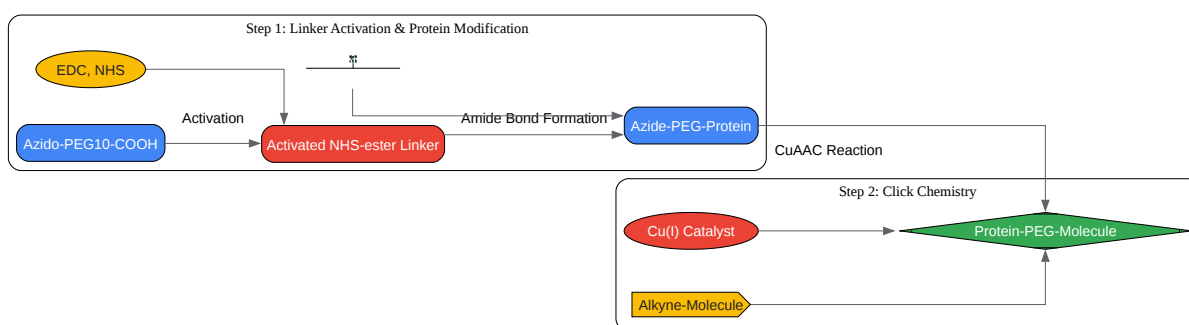 Step 1: Linker Activation & Protein Modification
EDC, NHS
Activation
Amide Bond Formation
Azido-PEG10-COOH
Activated NHS-ester Linker
Azide-PEG-Protein
CuAAC Reaction
Step 2: Click Chemistry
Cu(I) Catalyst
Protein-PEG-Molecule
Alkyne-Molecule